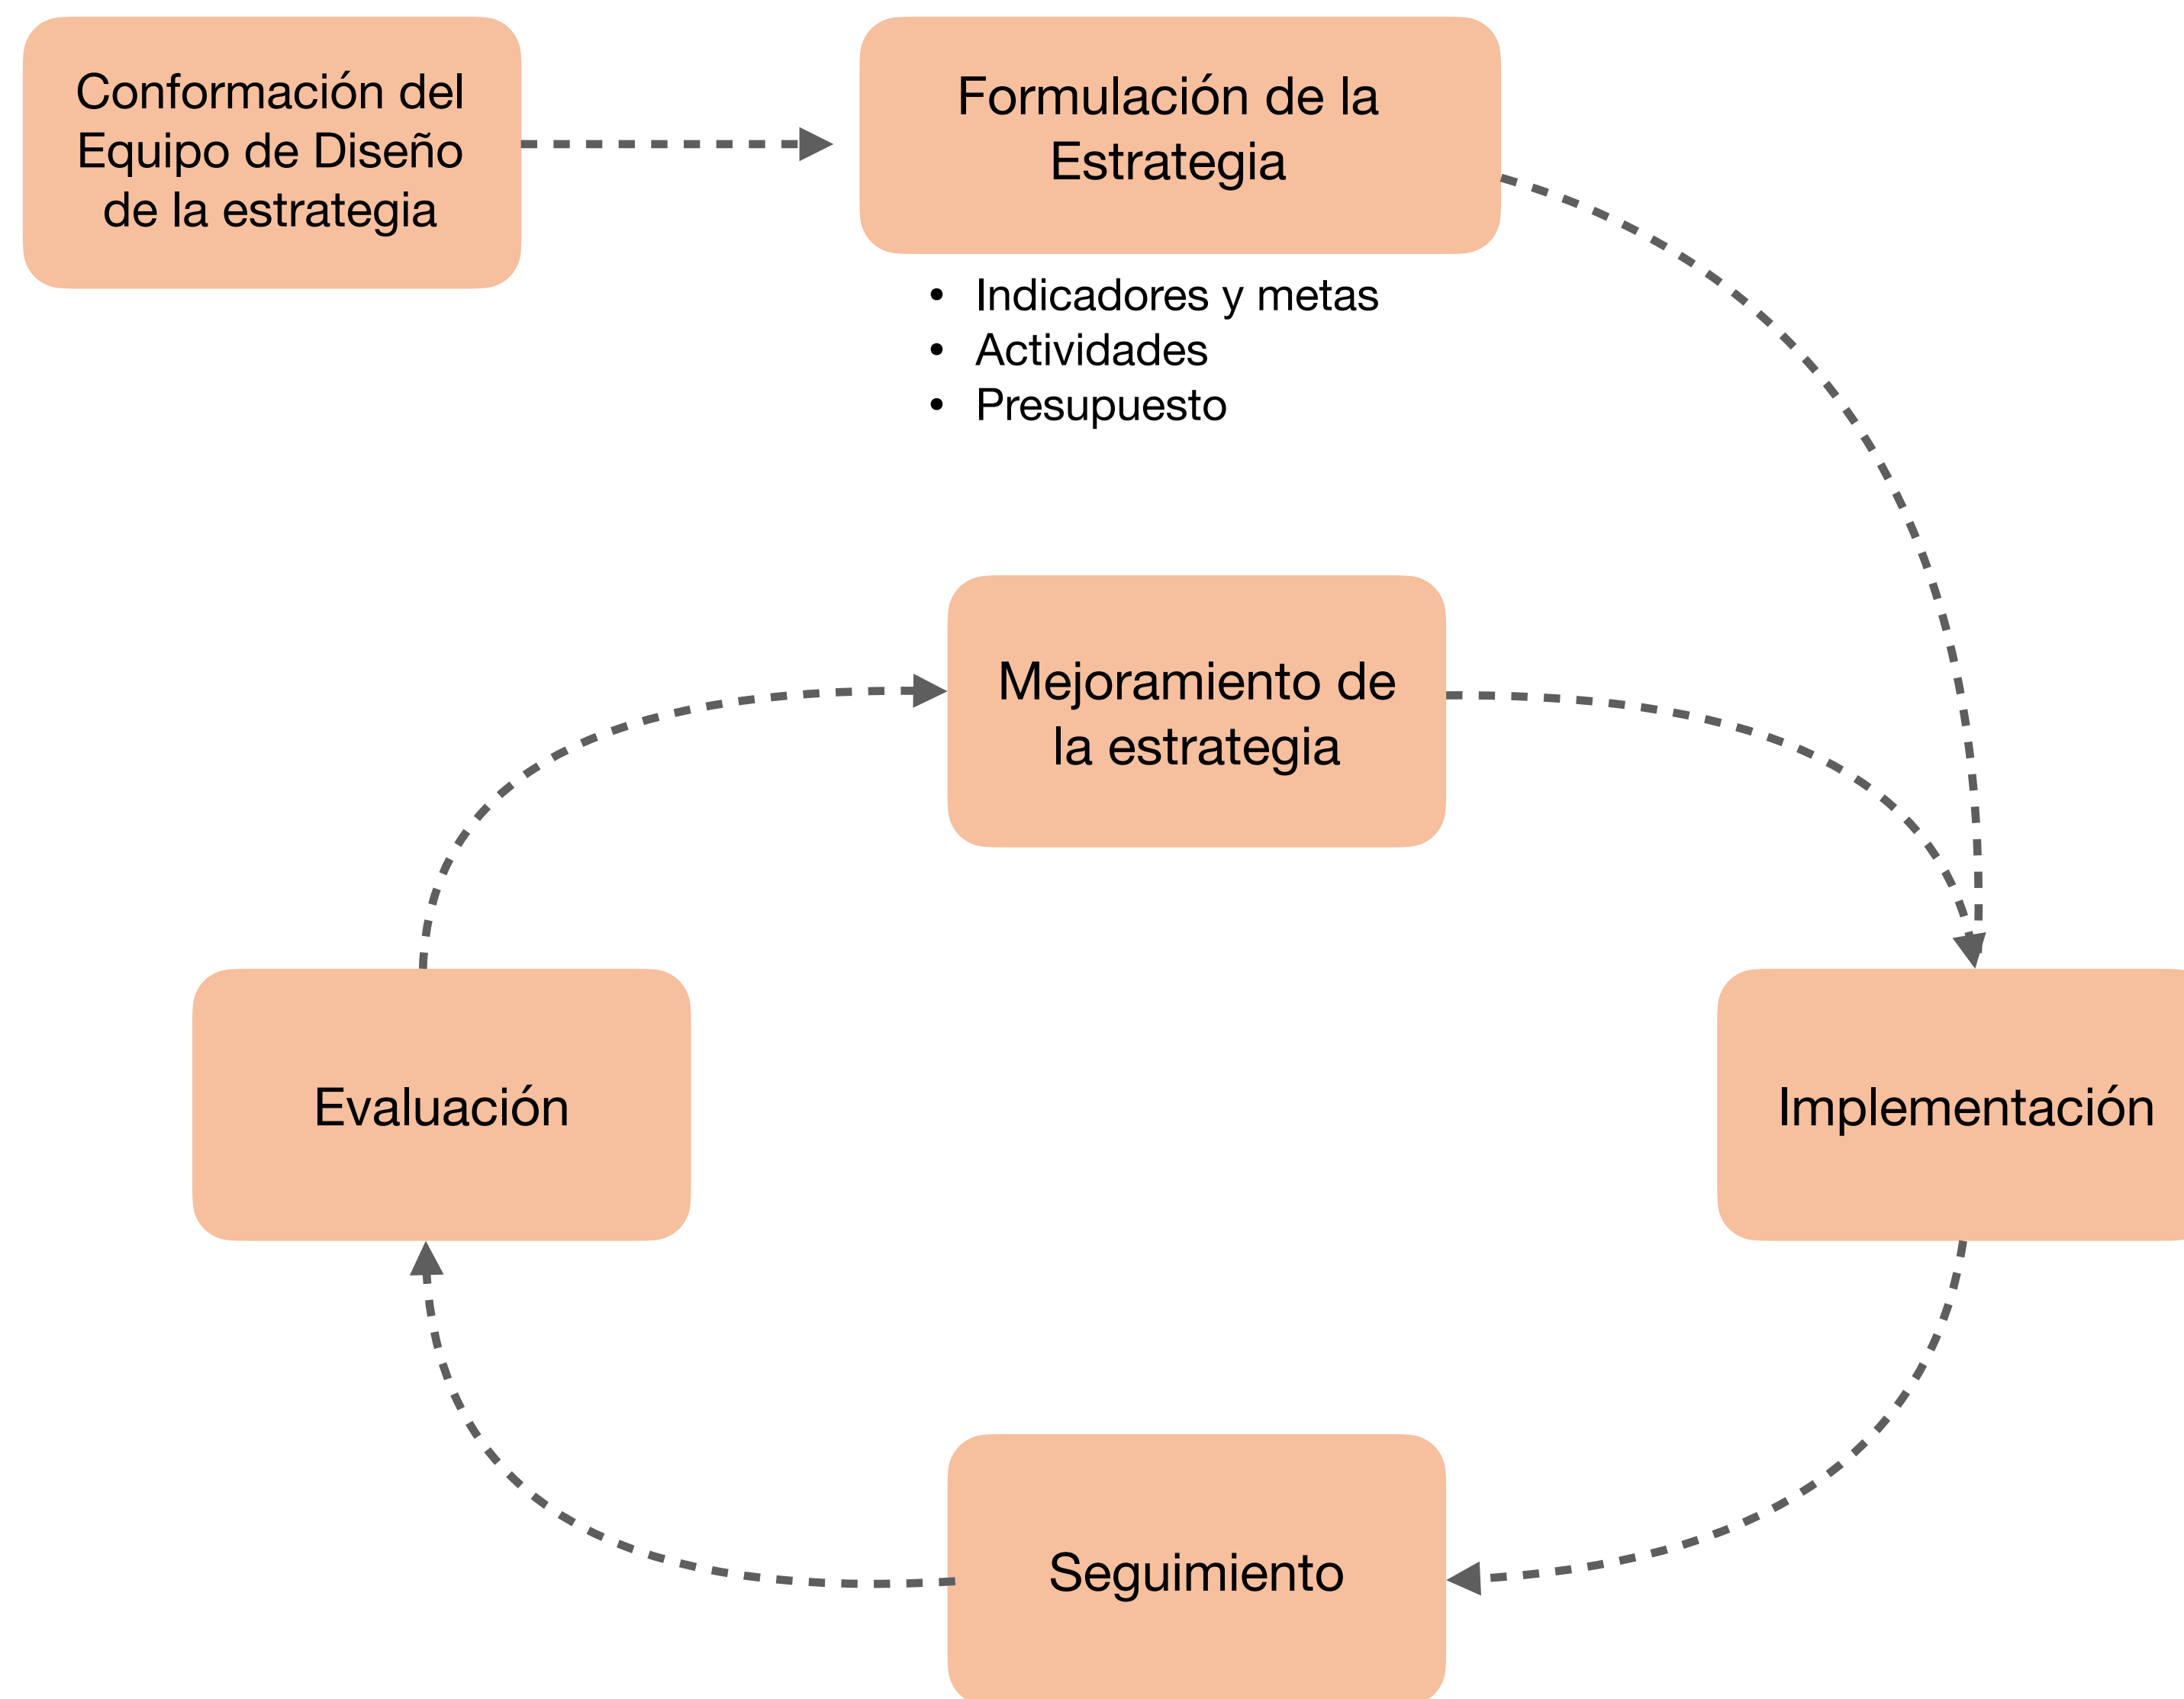 Conformación del
Equipo de Diseño
de la estrategia
Formulación de la
Estrategia
• Indicadores y metas
• Actividades
• Presupuesto
Mejoramiento de
la estrategia
Evaluación
Implementación
Seguimiento